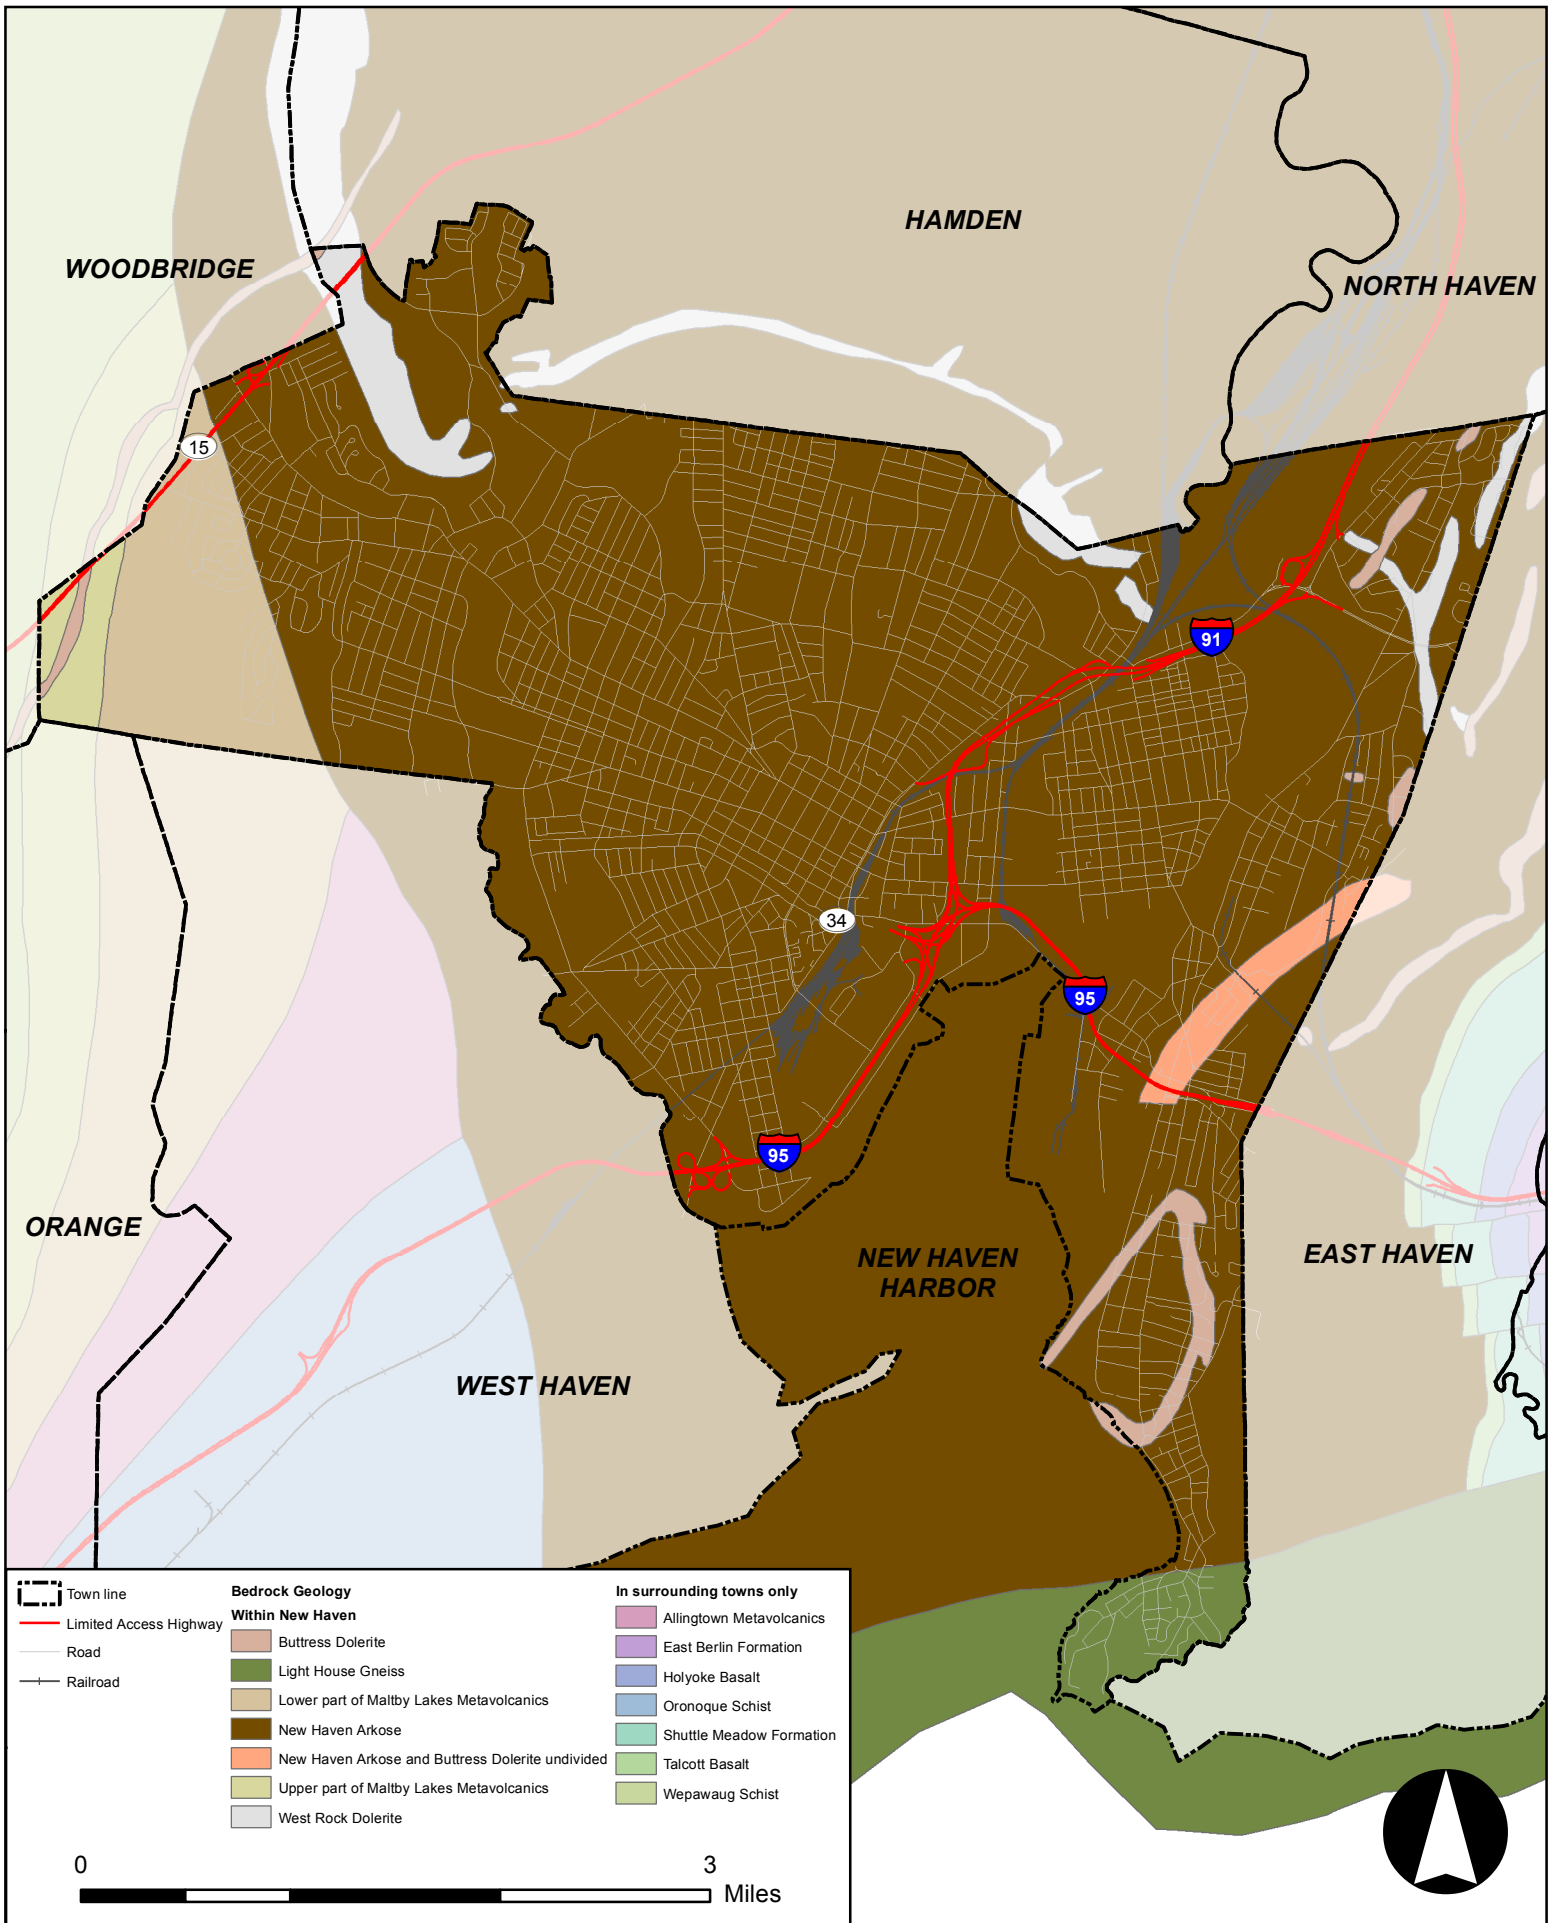 HAMDEN
WOODBRIDGE
NORTH HAVEN
15
91
34
95
95
ORANGE
NEW HAVEN
HARBOR
EAST HAVEN
WEST HAVEN
Town line
Limited Access Highway
Road
Railroad
Bedrock Geology
Within New Haven
Buttress Dolerite
Light House Gneiss
Lower part of Maltby Lakes Metavolcanics
New Haven Arkose
New Haven Arkose and Buttress Dolerite undivided
Upper part of Maltby Lakes Metavolcanics
West Rock Dolerite
In surrounding towns only
Allingtown Metavolcanics
East Berlin Formation
Holyoke Basalt
Oronoque Schist
Shuttle Meadow Formation
Talcott Basalt
Wepawaug Schist
0 3
Miles